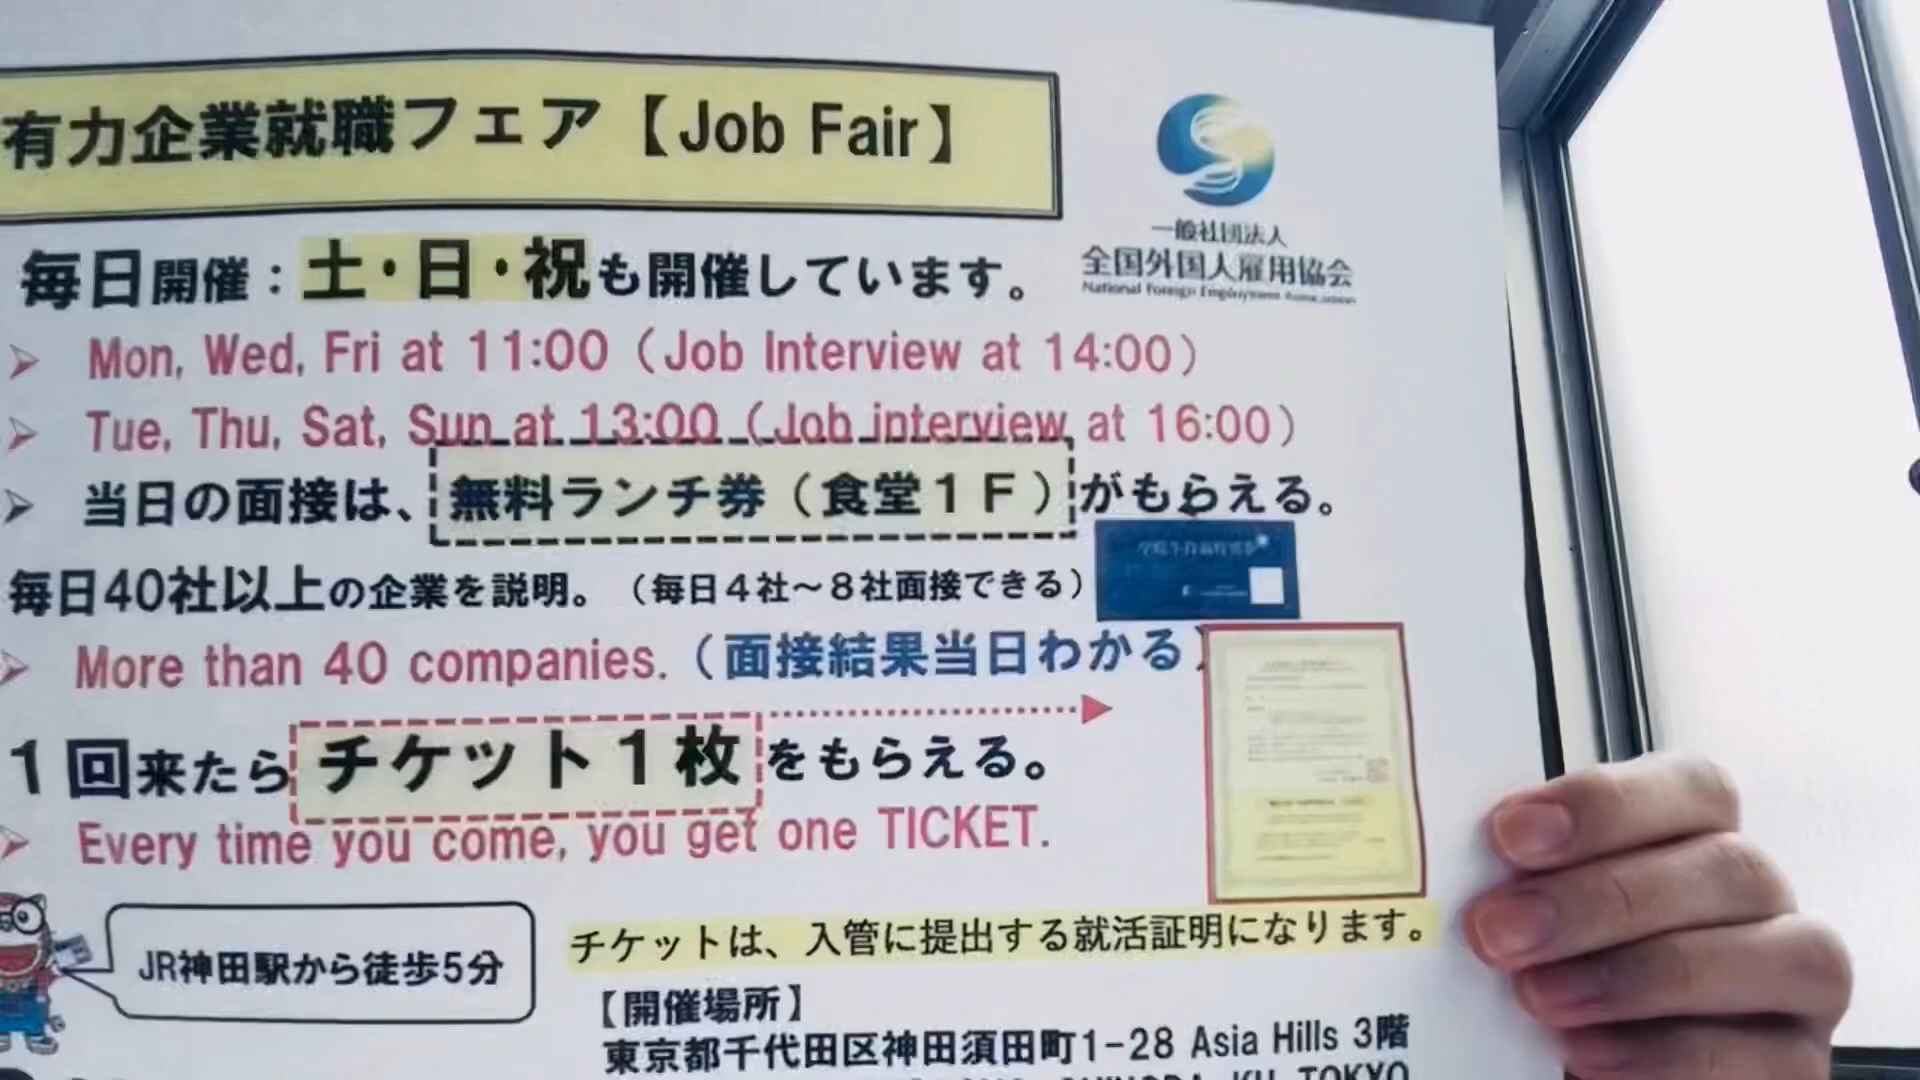 有力企業就職フェア【Job Fair】
一般社団法人
全国外国人雇用協会
National Foreign Employment Association
毎日開催：土・日・祝も開催しています。
Mon, Wed, Fri at 11:00（Job Interview at 14:00）
Tue, Thu, Sat, Sun at 13:00（Job interview at 16:00）
当日の面接は、無料ランチ券（食堂１Ｆ）がもらえる。
毎日40社以上の企業を説明。（毎日４社～８社面接できる）
More than 40 companies.（面接結果当日わかる）
1回来たらチケット１枚をもらえる。
Every time you come, you get one TICKET.
JR神田駅から徒歩5分
チケットは、入管に提出する就活証明になります。
【開催場所】
東京都千代田区神田須田町1-28 Asia Hills 3階
TOKYO